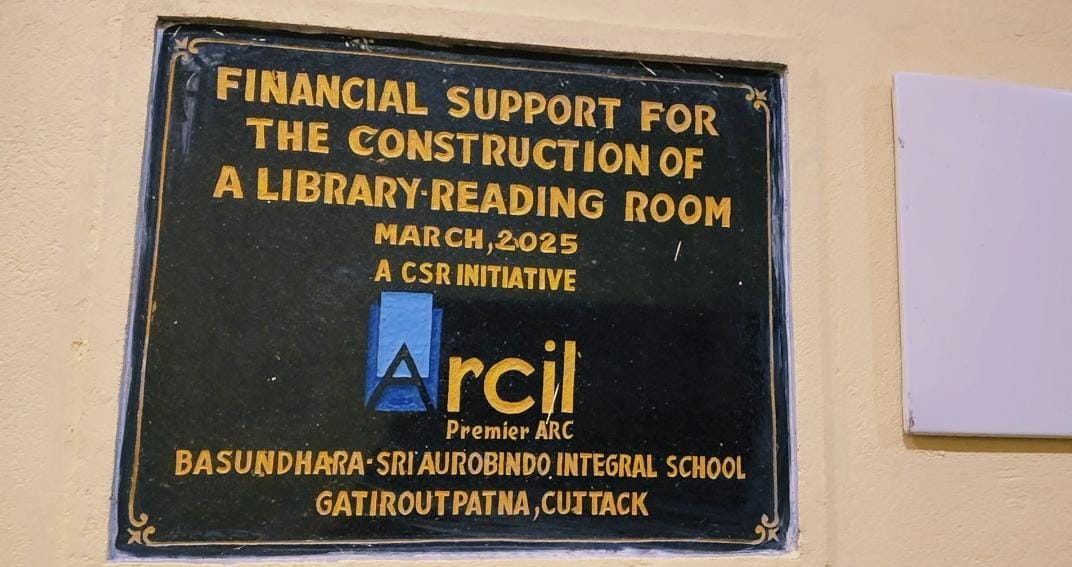 FINANCIAL SUPPORT FOR
THE CONSTRUCTION OF
A LIBRARY-READING ROOM
MARCH,2025
A CSR INITIATIVE
Arcil
Premier ARC
BASUNDHARA-SRI AUROBINDO INTEGRAL SCHOOL
GATIROUTPATNA,CUTTACK